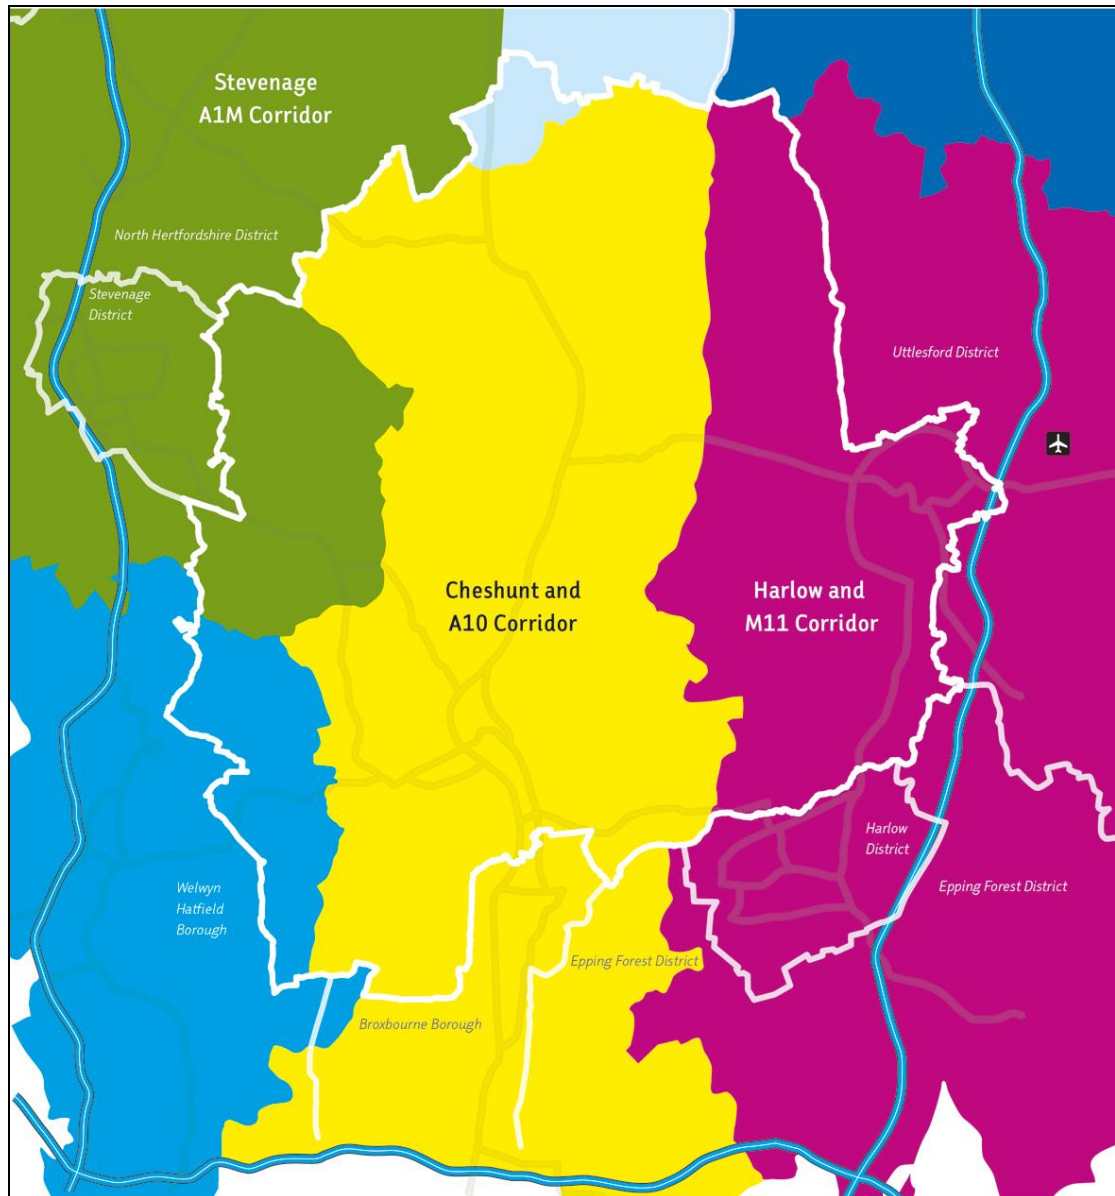 Stevenage
A1M Corridor
North Hertfordshire District
Stevenage
District
Uttlesford District
Cheshunt and
A10 Corridor
Harlow and
M11 Corridor
Harlow
District
Welwyn
Hatfield
Borough
Epping Forest District
Epping Forest District
Broxbourne Borough